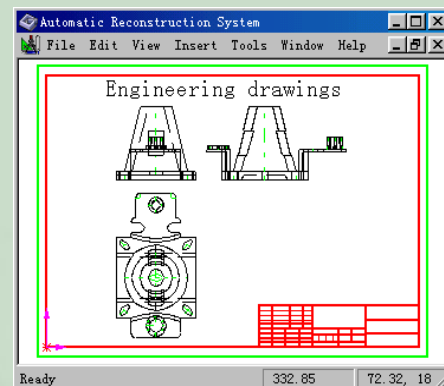 Automatic Reconstruction System
File Edit View Insert Tools Window Help
Engineering drawings
Ready 332.85 72.32, 18